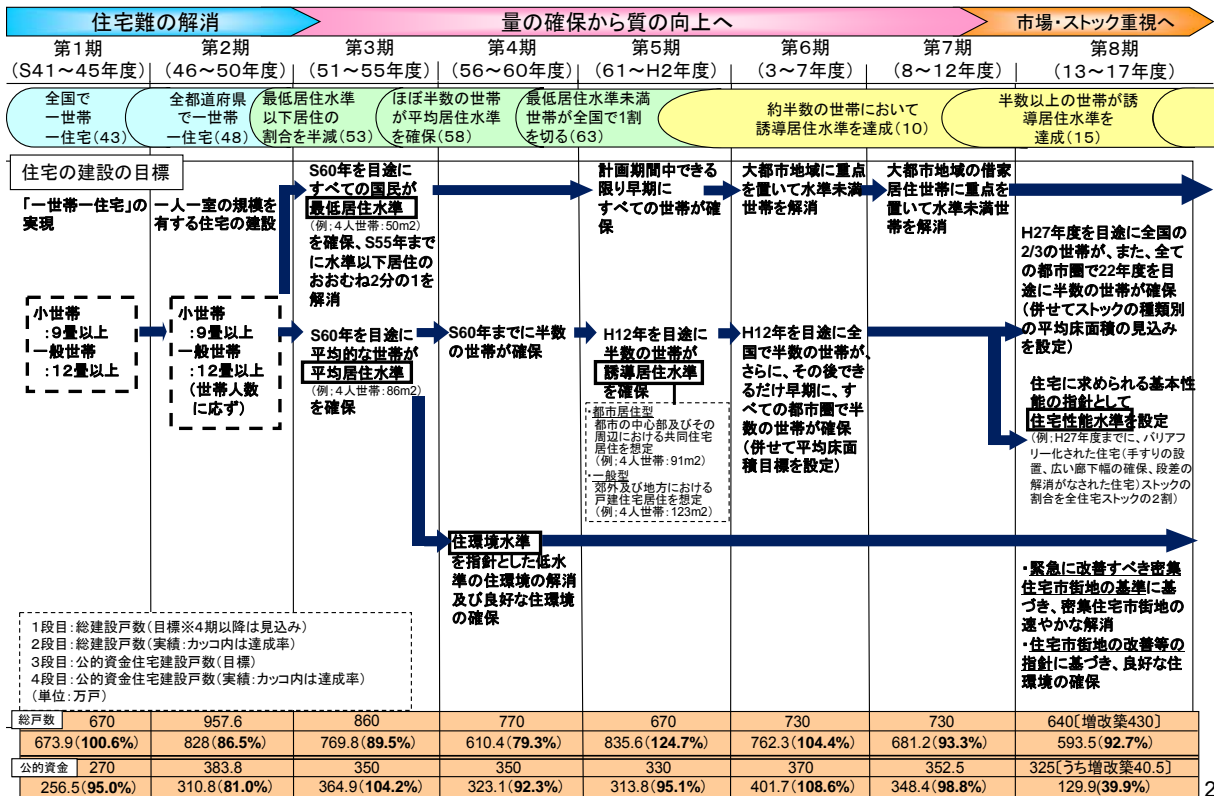 住宅難の解消
量の確保から質の向上へ
市場・ストック重視へ
第1期
(S41～45年度)
第2期
(46～50年度)
第3期
(51～55年度)
第4期
(56～60年度)
第5期
(61～H2年度)
第6期
(3～7年度)
第7期
(8～12年度)
第8期
(13～17年度)
全国で
一世帯
一住宅(43)
全都道府県
で一世帯
一住宅(48)
最低居住水準
以下居住の
割合を半減(53)
ほぼ半数の世帯
が平均居住水準
を確保(58)
最低居住水準未満
世帯が全国で1割
を切る(63)
約半数の世帯において
誘導居住水準を達成(10)
半数以上の世帯が誘
導居住水準を
達成(15)
住宅の建設の目標
「一世帯一住宅」の
実現
一人一室の規模を
有する住宅の建設
S60年を目途に
すべての国民が
最低居住水準
(例:4人世帯:50m2)
を確保、S55年まで
に水準以下居住の
おおむね2分の1を
解消
計画期間中できる
限り早期に
すべての世帯が確
保
大都市地域に重点
を置いて水準未満
世帯を解消
大都市地域の借家
居住世帯に重点を
置いて水準未満世
帯を解消
小世帯
:9畳以上
一般世帯
:12畳以上
小世帯
:9畳以上
一般世帯
:12畳以上
(世帯人数
に応ず)
S60年を目途に
平均的な世帯が
平均居住水準
(例:4人世帯:86m2)
を確保
S60年までに半数
の世帯が確保
H12年を目途に
半数の世帯が
誘導居住水準
を確保
・都市居住型
都市の中心部及びその
周辺における共同住宅
居住を想定
(例:4人世帯:91m2)
・一般型
郊外及び地方における
戸建住宅居住を想定
(例:4人世帯:123m2)
H12年を目途に全
国で半数の世帯が、
さらに、その後でき
るだけ早期に、す
べての都市圏で半
数の世帯が確保
(併せて平均床面
積目標を設定)
H27年度を目途に全国の
2/3の世帯が、また、全て
の都市圏で22年度を目
途に半数の世帯が確保
(併せてストックの種類別
の平均床面積の見込み
を設定)
住宅に求められる基本性
能の指針として
住宅性能水準を設定
(例:H27年度までに、バリアフ
リー化された住宅(手すりの設
置、広い廊下幅の確保、段差の
解消がなされた住宅)ストックの
割合を全住宅ストックの2割)
住環境水準
を指針とした低水
準の住環境の解消
及び良好な住環境
の確保
・緊急に改善すべき密集
住宅市街地の基準に基
づき、密集住宅市街地の
速やかな解消
・住宅市街地の改善等の
指針に基づき、良好な住
環境の確保
1段目:総建設戸数(目標※4期以降は見込み)
2段目:総建設戸数(実績:カッコ内は達成率)
3段目:公的資金住宅建設戸数(目標)
4段目:公的資金住宅建設戸数(実績:カッコ内は達成率)
(単位:万戸)
総戸数 670 957.6 860 770 670 730 730 640〔増改築430〕
673.9(100.6%) 828(86.5%) 769.8(89.5%) 610.4(79.3%) 835.6(124.7%) 762.3(104.4%) 681.2(93.3%) 593.5(92.7%)
公的資金 270 383.8 350 350 330 370 352.5 325〔うち増改築40.5〕
256.5(95.0%) 310.8(81.0%) 364.9(104.2%) 323.1(92.3%) 313.8(95.1%) 401.7(108.6%) 348.4(98.8%) 129.9(39.9%)
2